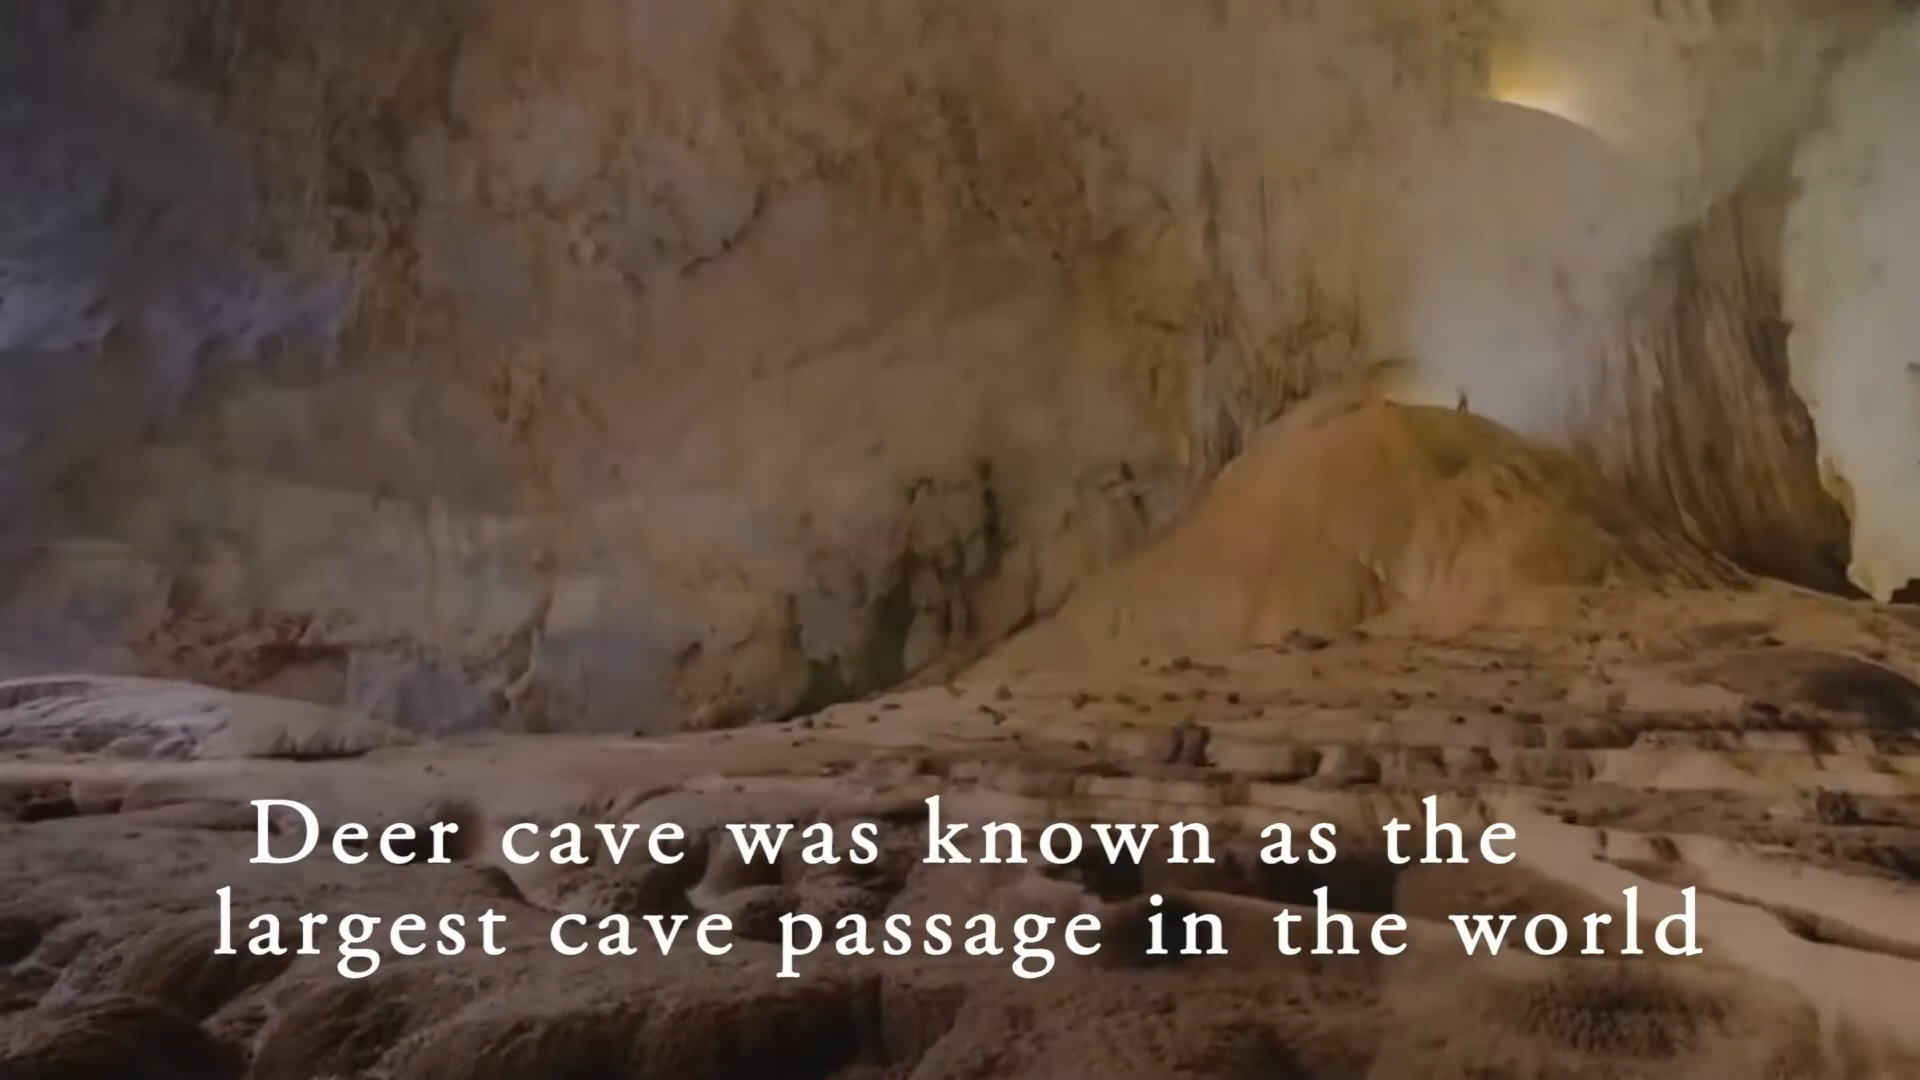 Deer cave was known as the
largest cave passage in the world